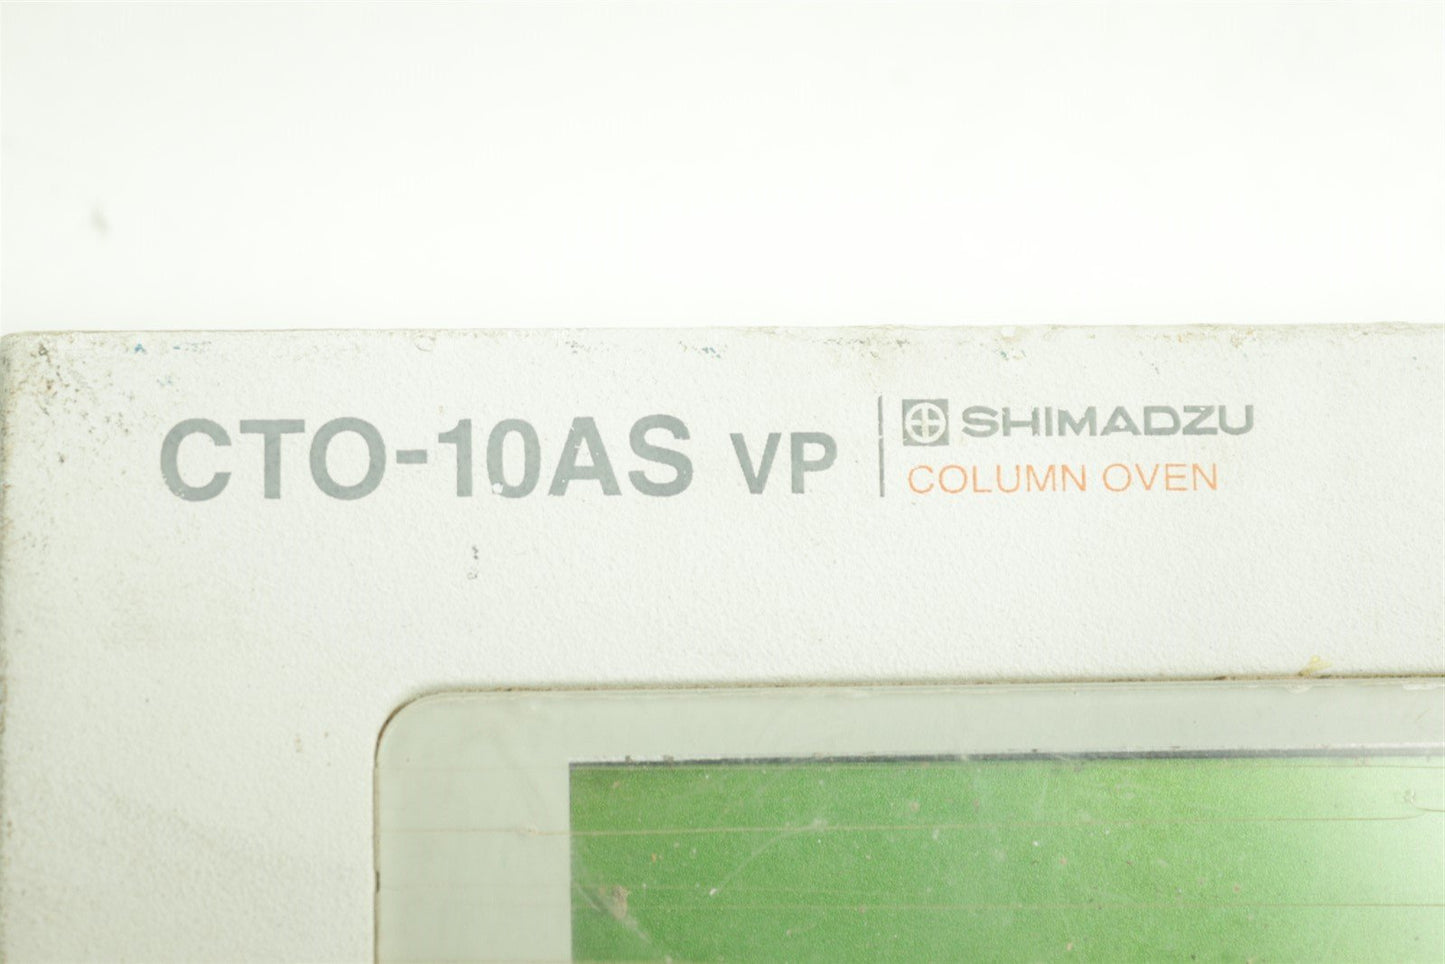 CTO-10AS VP
SHIMADZU
COLUMN OVEN